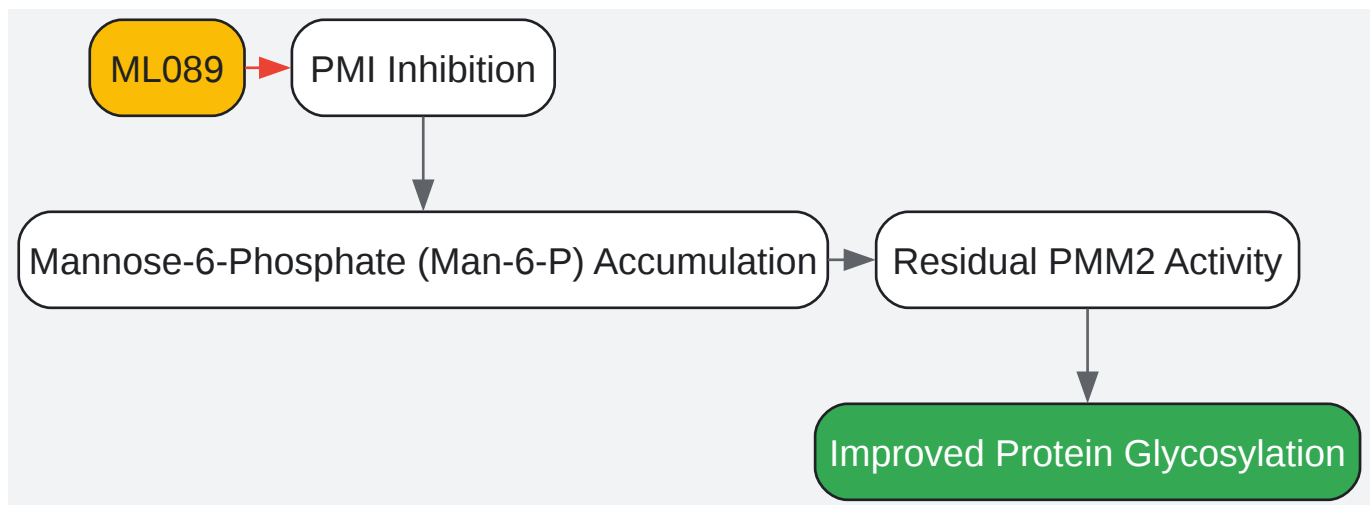 ML089
PMI Inhibition
Mannose-6-Phosphate (Man-6-P) Accumulation
Residual PMM2 Activity
Improved Protein Glycosylation